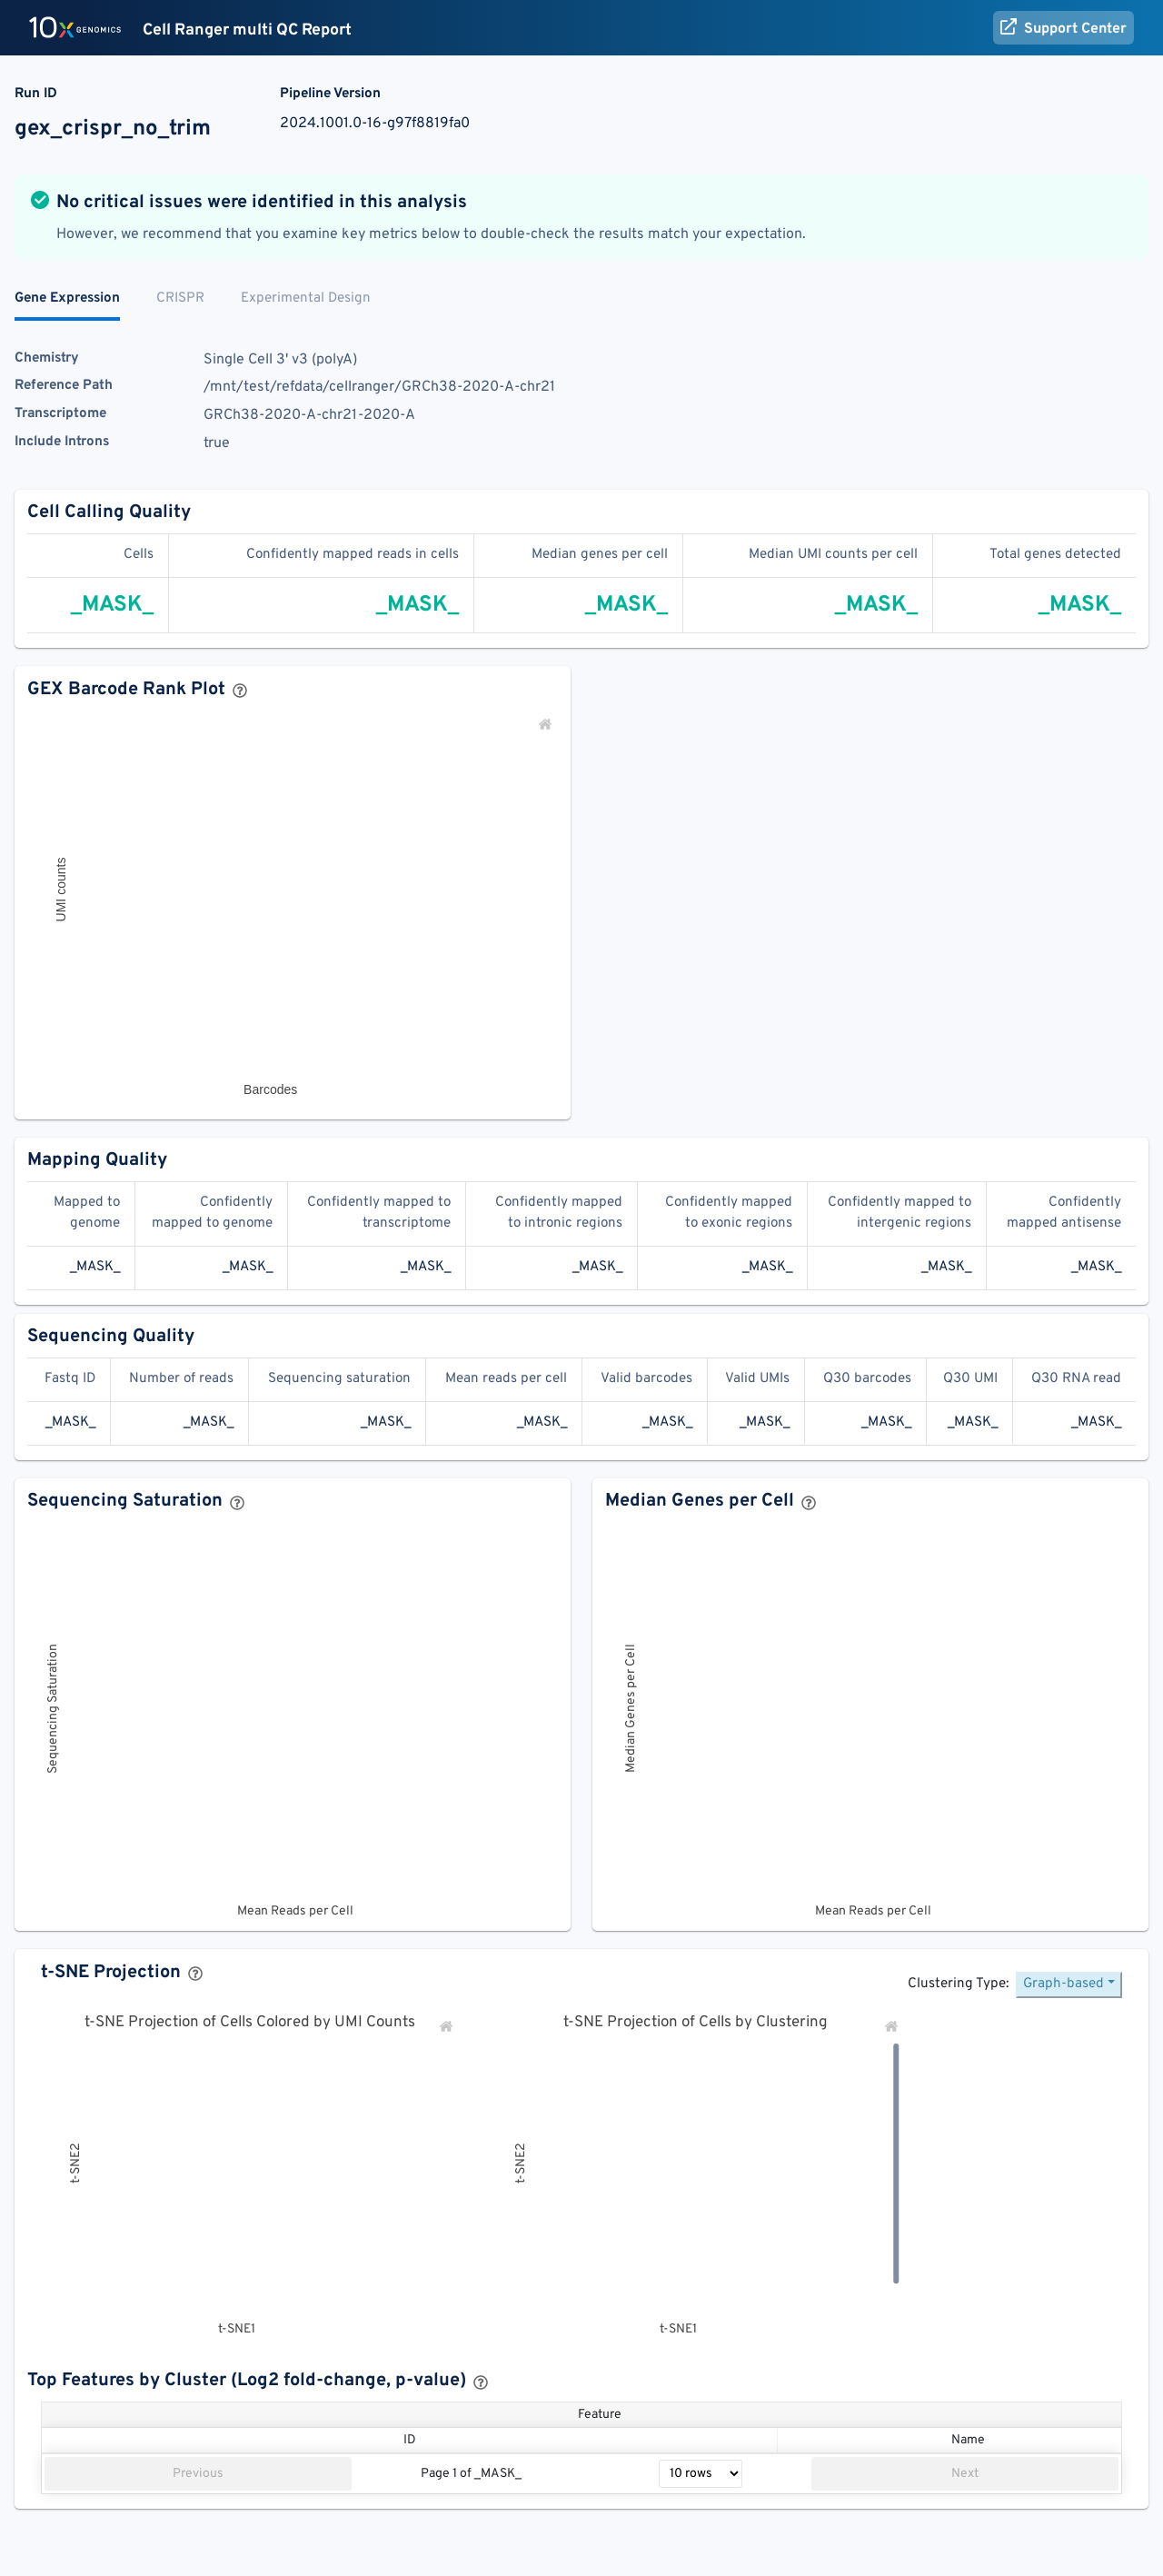 10x GENOMICS Cell Ranger multi QC Report Support Center
Run ID Pipeline Version
gex_crispr_no_trim 2024.1001.0-16-g97f8819fa0
No critical issues were identified in this analysis
However, we recommend that you examine key metrics below to double-check the results match your expectation.
Gene Expression CRISPR Experimental Design
Chemistry Single Cell 3' v3 (polyA)
Reference Path /mnt/test/refdata/cellranger/GRCh38-2020-A-chr21
Transcriptome GRCh38-2020-A-chr21-2020-A
Include Introns true
Cell Calling Quality
Cells Confidently mapped reads in cells Median genes per cell Median UMI counts per cell Total genes detected
_MASK_ _MASK_ _MASK_ _MASK_ _MASK_
GEX Barcode Rank Plot ?
UMI counts
Barcodes
Mapping Quality
Mapped to Confidently Confidently mapped to Confidently mapped Confidently mapped Confidently mapped to Confidently
genome mapped to genome transcriptome to intronic regions to exonic regions intergenic regions mapped antisense
_MASK_ _MASK_ _MASK_ _MASK_ _MASK_ _MASK_ _MASK_
Sequencing Quality
Fastq ID Number of reads Sequencing saturation Mean reads per cell Valid barcodes Valid UMIs Q30 barcodes Q30 UMI Q30 RNA read
_MASK_ _MASK_ _MASK_ _MASK_ _MASK_ _MASK_ _MASK_ _MASK_ _MASK_
Sequencing Saturation ? Median Genes per Cell ?
Sequencing Saturation Median Genes per Cell
Mean Reads per Cell Mean Reads per Cell
t-SNE Projection ?
Clustering Type: Graph-based
t-SNE Projection of Cells Colored by UMI Counts t-SNE Projection of Cells by Clustering
t-SNE2 t-SNE2
t-SNE1 t-SNE1
Top Features by Cluster (Log2 fold-change, p-value) ?
Feature
ID Name
Previous Page 1 of _MASK_ 10 rows Next